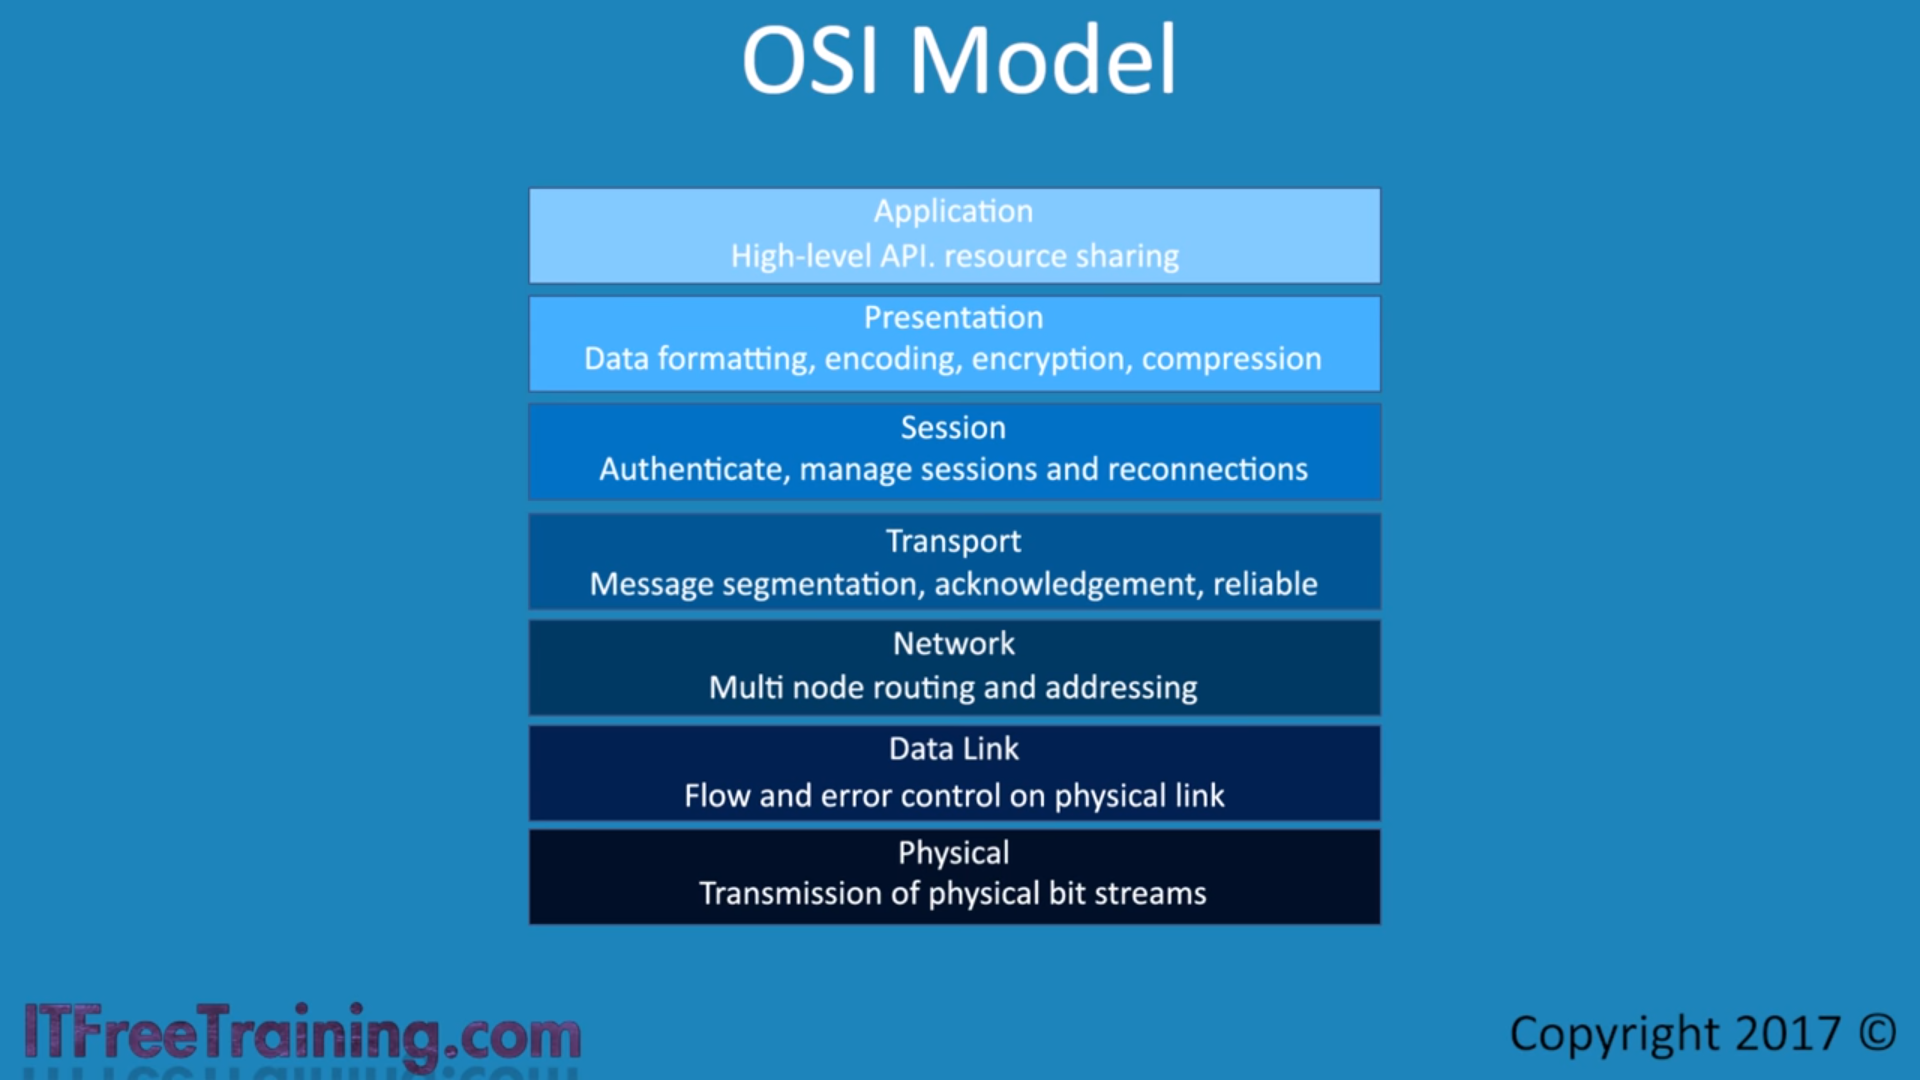 OSI Model
Application
High-level API. resource sharing
Presentation
Data formatting, encoding, encryption, compression
Session
Authenticate, manage sessions and reconnections
Transport
Message segmentation, acknowledgement, reliable
Network
Multi node routing and addressing
Data Link
Flow and error control on physical link
Physical
Transmission of physical bit streams
ITFreeTraining.com
Copyright 2017 ©